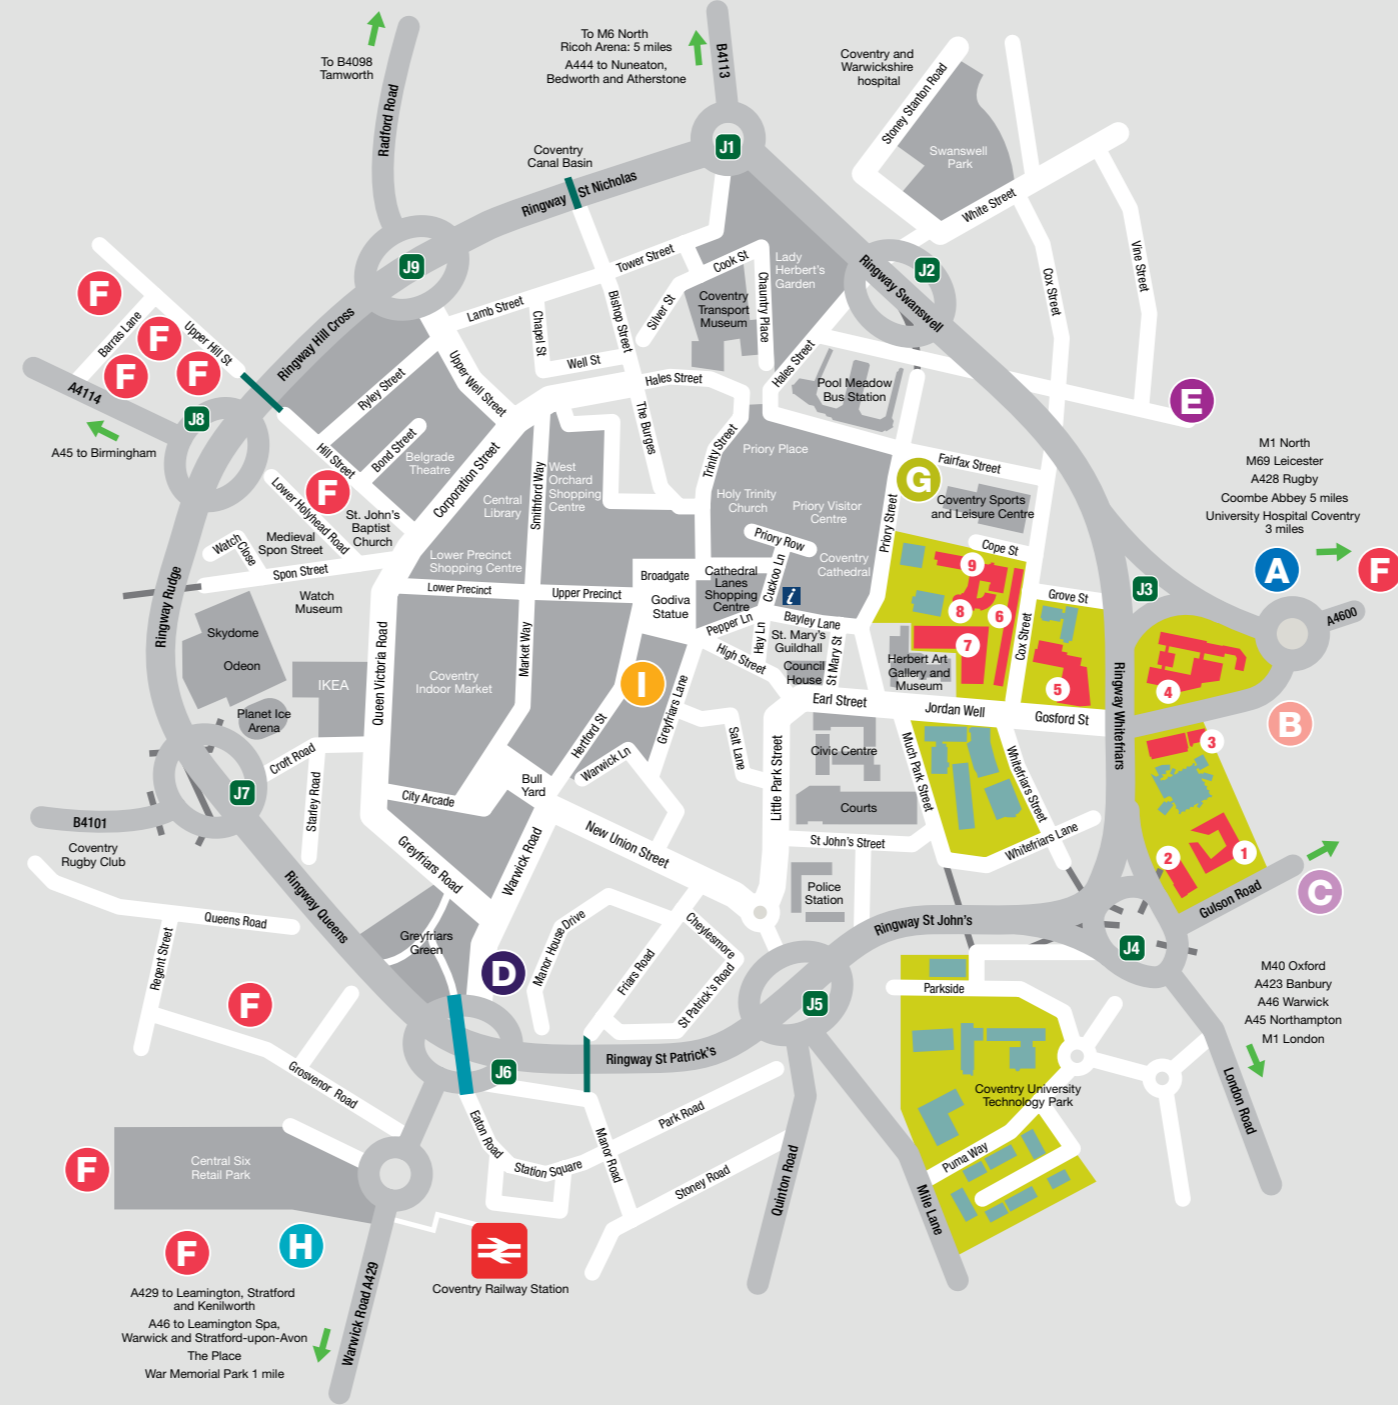 To B4098
Tamworth
Radford Road
To M6 North
Ricoh Arena: 5 miles
A444 to Nuneaton,
Bedworth and Atherstone
B4113
J1
Coventry and
Warwickshire
hospital
Stoney Stanton Road
Swanswell
Park
White Street
Vine Street
Cox Street
Coventry
Canal Basin
Ringway St Nicholas
J9
J2
Ringway Swanswell
Tower Street
Cook St
Lady
Herbert's
Garden
Chauntry Place
Coventry
Transport
Museum
Silver St
Bishop Street
Lamb Street
Chapel St
Well St
Hales Street
Hales Street
Pool Meadow
Bus Station
E
F
Barras Lane
F
F
F
Upper Hill St
Ringway Hill Cross
A4114
J8
A45 to Birmingham
Ryley Street
Upper Well Street
Bond Street
Belgrade
Theatre
Hill Street
F
Lower Holyhead Road
St. John's
Baptist
Church
Corporation Street
The Burges
Trinity Street
Priory Place
Smithford Way
West
Orchard
Shopping
Centre
Central
Library
Holy Trinity
Church
Priory Visitor
Centre
Priory Street
G
Fairfax Street
Coventry Sports
and Leisure Centre
M1 North
M69 Leicester
A428 Rugby
Coombe Abbey 5 miles
University Hospital Coventry
3 miles
A
F
Watch Close
Medieval
Spon Street
Spon Street
Watch
Museum
Lower Precinct
Shopping Centre
Lower Precinct
Upper Precinct
Broadgate
Godiva
Statue
Cathedral
Lanes
Shopping
Centre
Priory Row
Cuckoo Ln
Coventry
Cathedral
i
Cope St
9
8
6
7
Cox Street
Grove St
J3
A4600
Ringway Rudge
Skydome
Odeon
IKEA
Planet Ice
Arena
Queen Victoria Road
Coventry
Indoor Market
Market Way
I
Pepper Ln
Hay Ln
Bayley Lane
St. Mary's
Guildhall
Council
House
St Mary St
High Street
Herbert Art
Gallery and
Museum
5
4
Ringway Whitefriars
Earl Street
Jordan Well
Gosford St
B
3
Greyfriars Lane
Hertford St
Warwick Ln
Salt Lane
Little Park Street
Civic Centre
Much Park Street
Whitefriars Street
Courts
St John's Street
Whitefriars Lane
Croft Road
Starley Road
J7
B4101
Coventry
Rugby Club
City Arcade
Bull
Yard
New Union Street
Warwick Road
Greyfriars Road
Police
Station
2
1
Gulson Road
C
Ringway Queens
Queens Road
Regent Street
Greyfriars
Green
D
Manor House Drive
Friars Road
Cheylesmore
St Patrick's Road
Ringway St John's
J4
J5
M40 Oxford
A423 Banbury
A46 Warwick
A45 Northampton
M1 London
London Road
F
Grosvenor Road
J6
Ringway St Patrick's
Parkside
Coventry University
Technology Park
Puma Way
Mile Lane
Quinton Road
Park Road
Manor Road
Stoney Road
Eaton Road
Station Square
F
Central Six
Retail Park
F
H
Coventry Railway Station
A429 to Leamington, Stratford
and Kenilworth
A46 to Leamington Spa,
Warwick and Stratford-upon-Avon
The Place
War Memorial Park 1 mile
Warwick Road A429